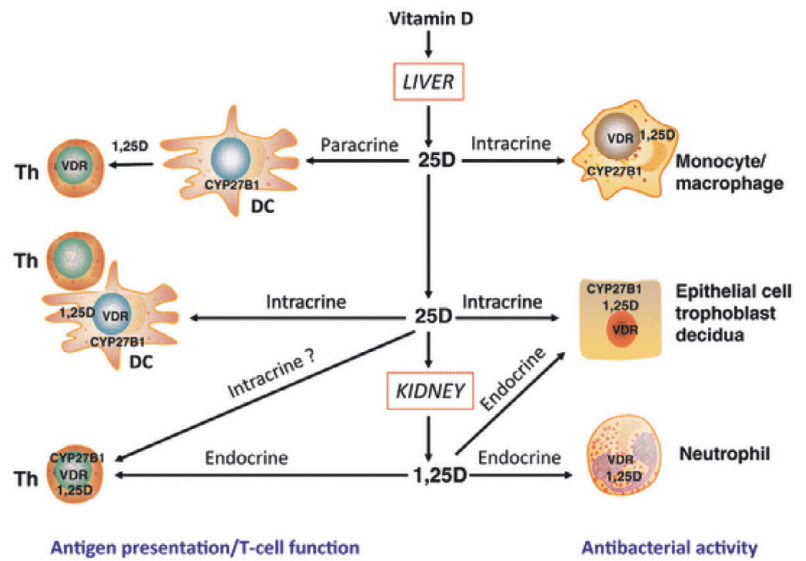 Vitamin D
LIVER
1,25D
Th
VDR
CYP27B1
DC
Paracrine
25D
Intracrine
VDR
1,25D
CYP27B1
Monocyte/
macrophage
Th
1,25D
VDR
CYP27B1
DC
Intracrine
25D
Intracrine
CYP27B1
1,25D
VDR
Epithelial cell
trophoblast
decidua
Intracrine ?
KIDNEY
Endocrine
Th
CYP27B1
VDR
1,25D
Endocrine
1,25D
Endocrine
VDR
1,25D
Neutrophil
Antigen presentation/T-cell function
Antibacterial activity